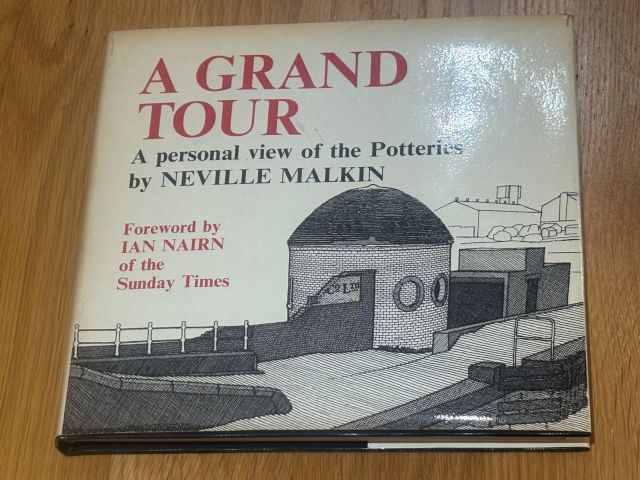 A GRAND
TOUR
A personal view of the Potteries
by NEVILLE MALKIN
Foreword by
IAN NAIRN
of the
Sunday Times
Co LTD